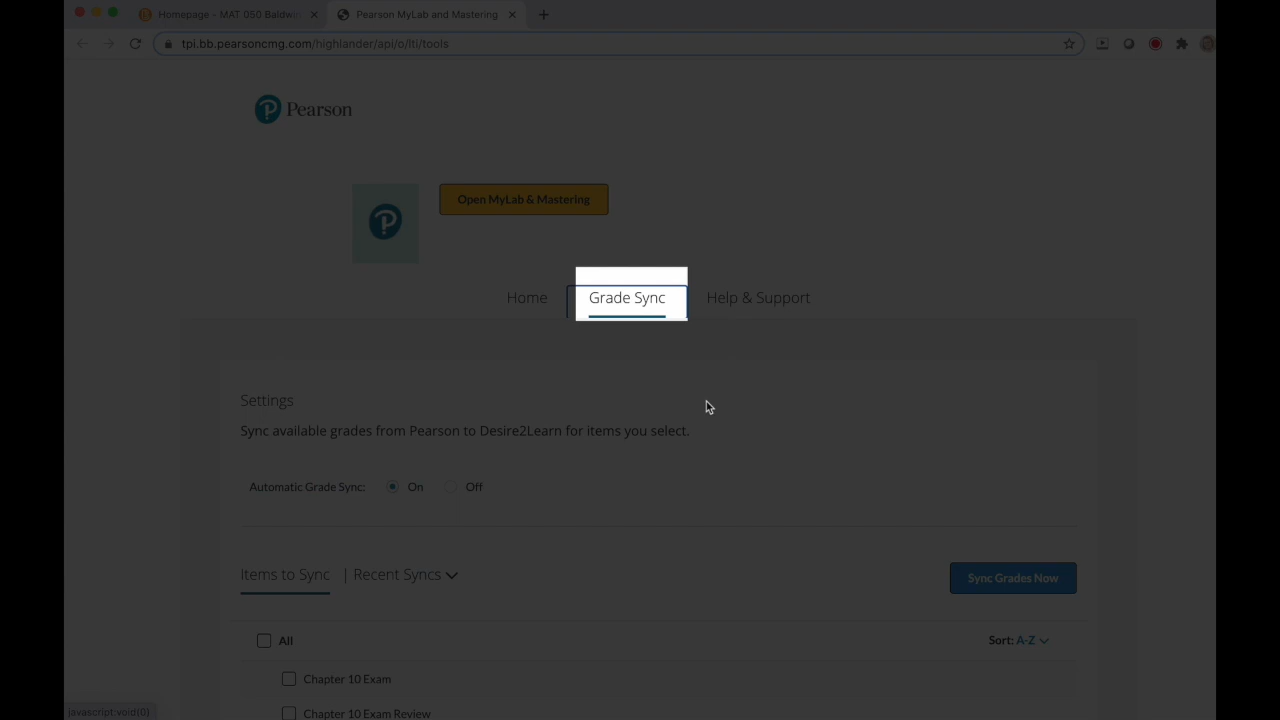 Homepage - MAT 050 Baldwi
Pearson MyLab and Mastering
tpi.bb.pearsoncmg.com/highlander/api/o/lti/tools
Pearson
Open MyLab & Mastering
Home
Grade Sync
Help & Support
Settings
Sync available grades from Pearson to Desire2Learn for items you select.
Automatic Grade Sync: On Off
Items to Sync | Recent Syncs
Sync Grades Now
All
Sort: A-Z
Chapter 10 Exam
Chapter 10 Exam Review
javascript:void(0)